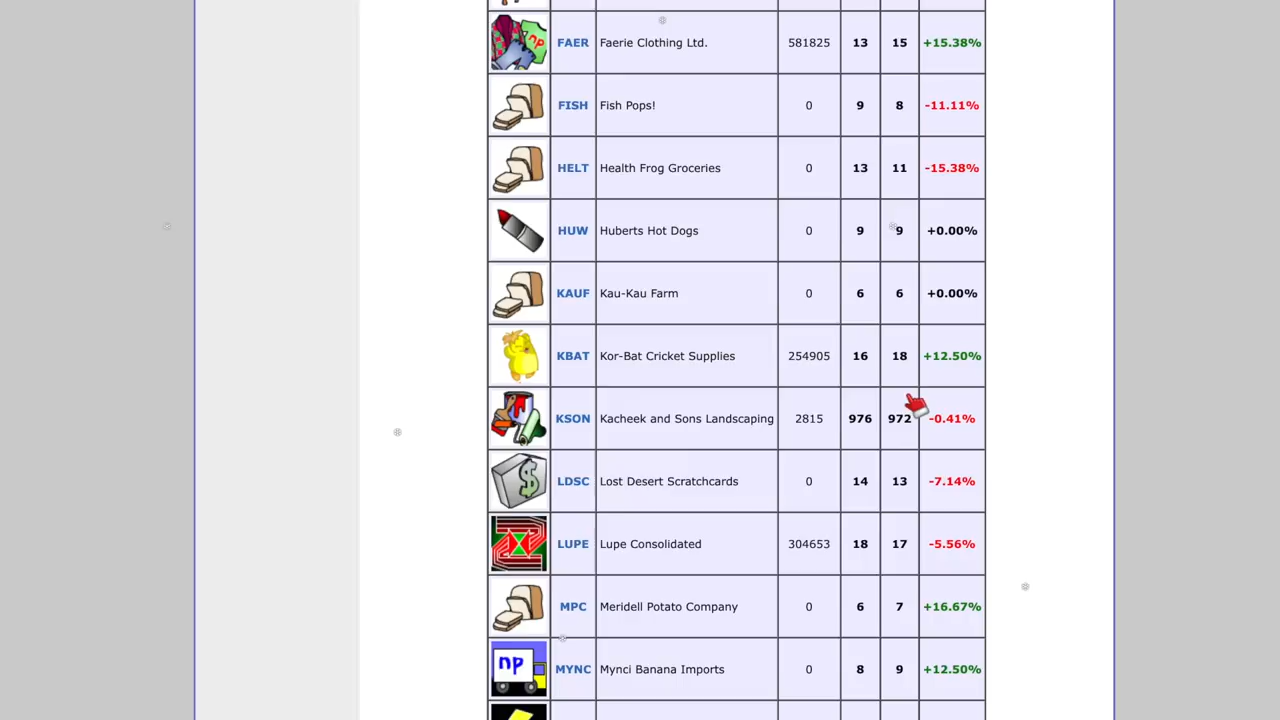 FAER Faerie Clothing Ltd. 581825 13 15 +15.38%
FISH Fish Pops! 0 9 8 -11.11%
HELT Health Frog Groceries 0 13 11 -15.38%
HUW Huberts Hot Dogs 0 9 9 +0.00%
KAUF Kau-Kau Farm 0 6 6 +0.00%
KBAT Kor-Bat Cricket Supplies 254905 16 18 +12.50%
KSON Kacheek and Sons Landscaping 2815 976 972 -0.41%
LDSC Lost Desert Scratchcards 0 14 13 -7.14%
LUPE Lupe Consolidated 304653 18 17 -5.56%
MPC Meridell Potato Company 0 6 7 +16.67%
np MYNC Mynci Banana Imports 0 8 9 +12.50%